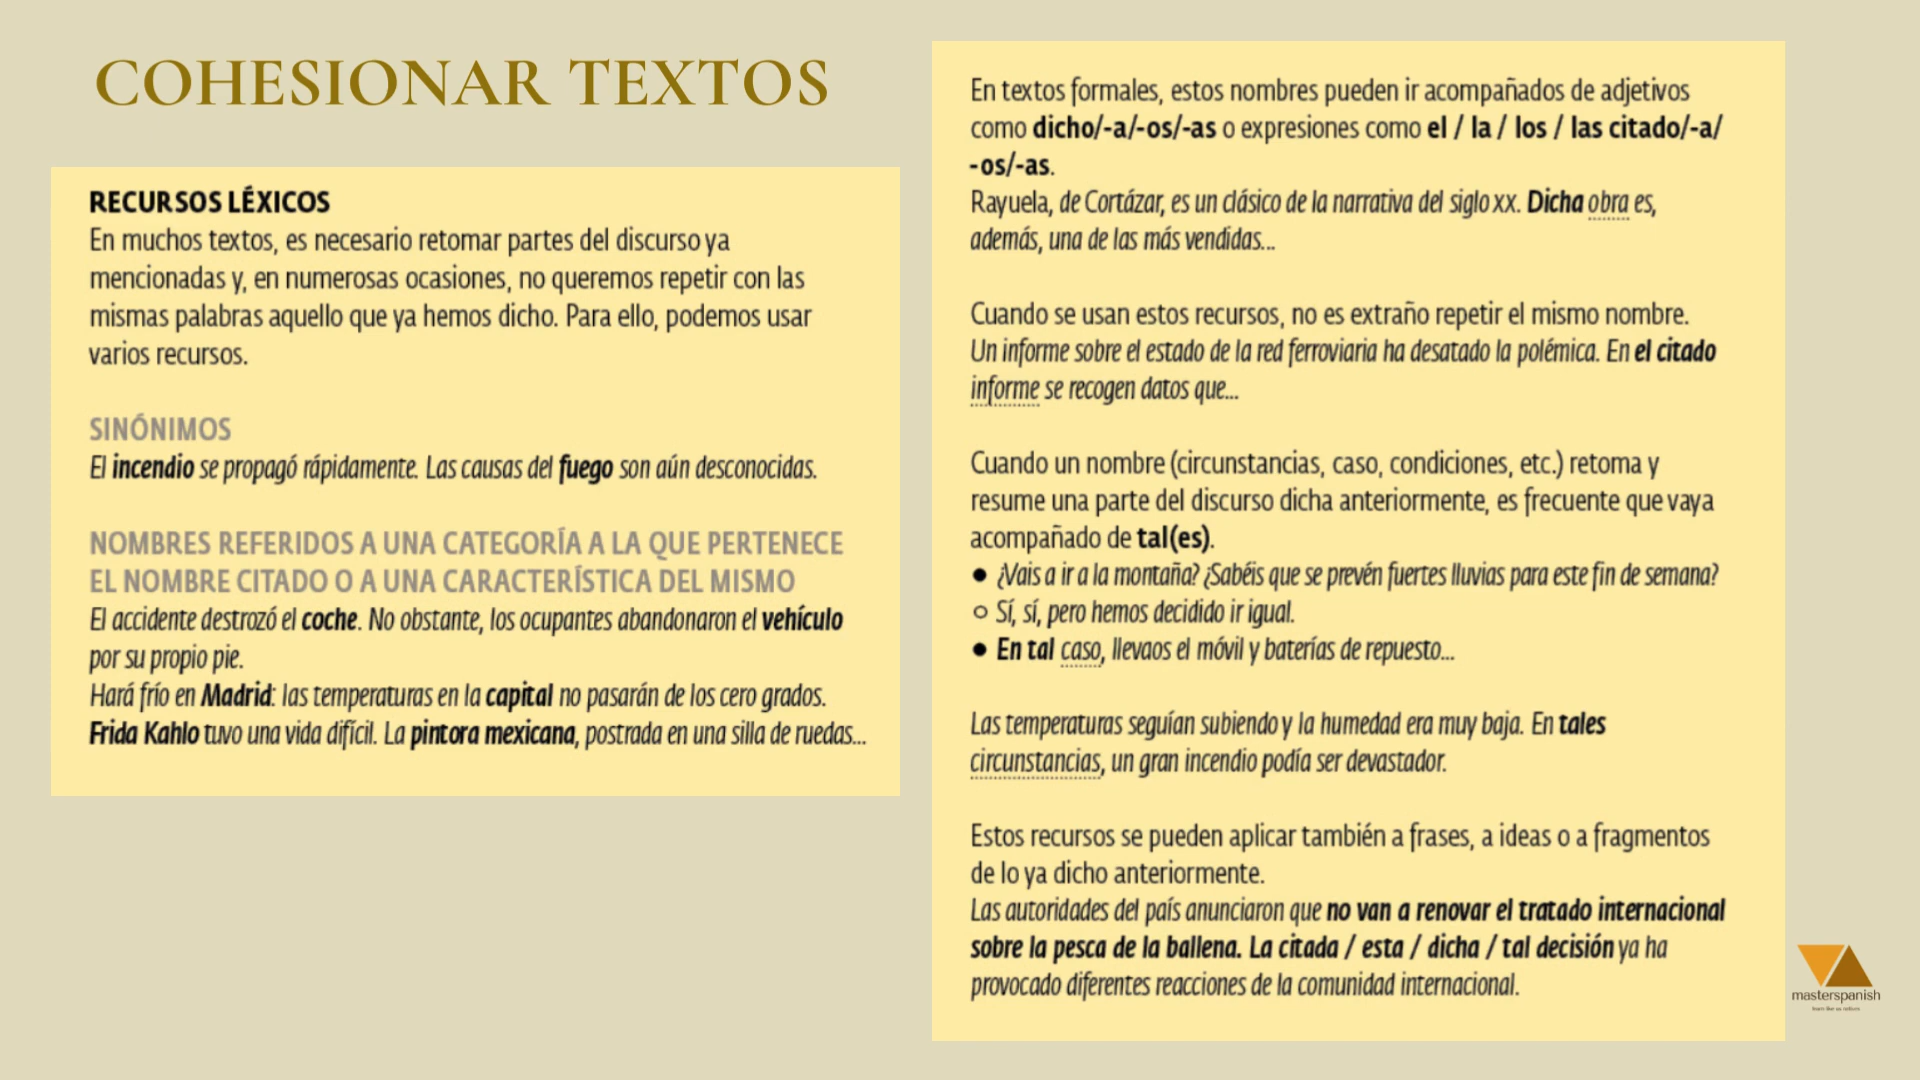 COHESIONAR TEXTOS
RECURSOS LÉXICOS
En muchos textos, es necesario retomar partes del discurso ya
mencionadas y, en numerosas ocasiones, no queremos repetir con las
mismas palabras aquello que ya hemos dicho. Para ello, podemos usar
varios recursos.
SINÓNIMOS
El incendio se propagó rápidamente. Las causas del fuego son aún desconocidas.
NOMBRES REFERIDOS A UNA CATEGORÍA A LA QUE PERTENECE
EL NOMBRE CITADO O A UNA CARACTERÍSTICA DEL MISMO
El accidente destrozó el coche. No obstante, los ocupantes abandonaron el vehículo
por su propio pie.
Hará frío en Madrid: las temperaturas en la capital no pasarán de los cero grados.
Frida Kahlo tuvo una vida difícil. La pintora mexicana, postrada en una silla de ruedas...
En textos formales, estos nombres pueden ir acompañados de adjetivos
como dicho/-a/-os/-as o expresiones como el / la / los / las citado/-a/
-os/-as.
Rayuela, de Cortázar, es un clásico de la narrativa del siglo XX. Dicha obra es,
además, una de las más vendidas...
Cuando se usan estos recursos, no es extraño repetir el mismo nombre.
Un informe sobre el estado de la red ferroviaria ha desatado la polémica. En el citado
informe se recogen datos que...
Cuando un nombre (circunstancias, caso, condiciones, etc.) retoma y
resume una parte del discurso dicha anteriormente, es frecuente que vaya
acompañado de tal(es).
● ¿Vais a ir a la montaña? ¿Sabéis que se prevén fuertes lluvias para este fin de semana?
○ Sí, sí, pero hemos decidido ir igual.
● En tal caso, llevaos el móvil y baterías de repuesto...
Las temperaturas seguían subiendo y la humedad era muy baja. En tales
circunstancias, un gran incendio podía ser devastador.
Estos recursos se pueden aplicar también a frases, a ideas o a fragmentos
de lo ya dicho anteriormente.
Las autoridades del país anunciaron que no van a renovar el tratado internacional
sobre la pesca de la ballena. La citada / esta / dicha / tal decisión ya ha
provocado diferentes reacciones de la comunidad internacional.
masterspanish
learn like us natives